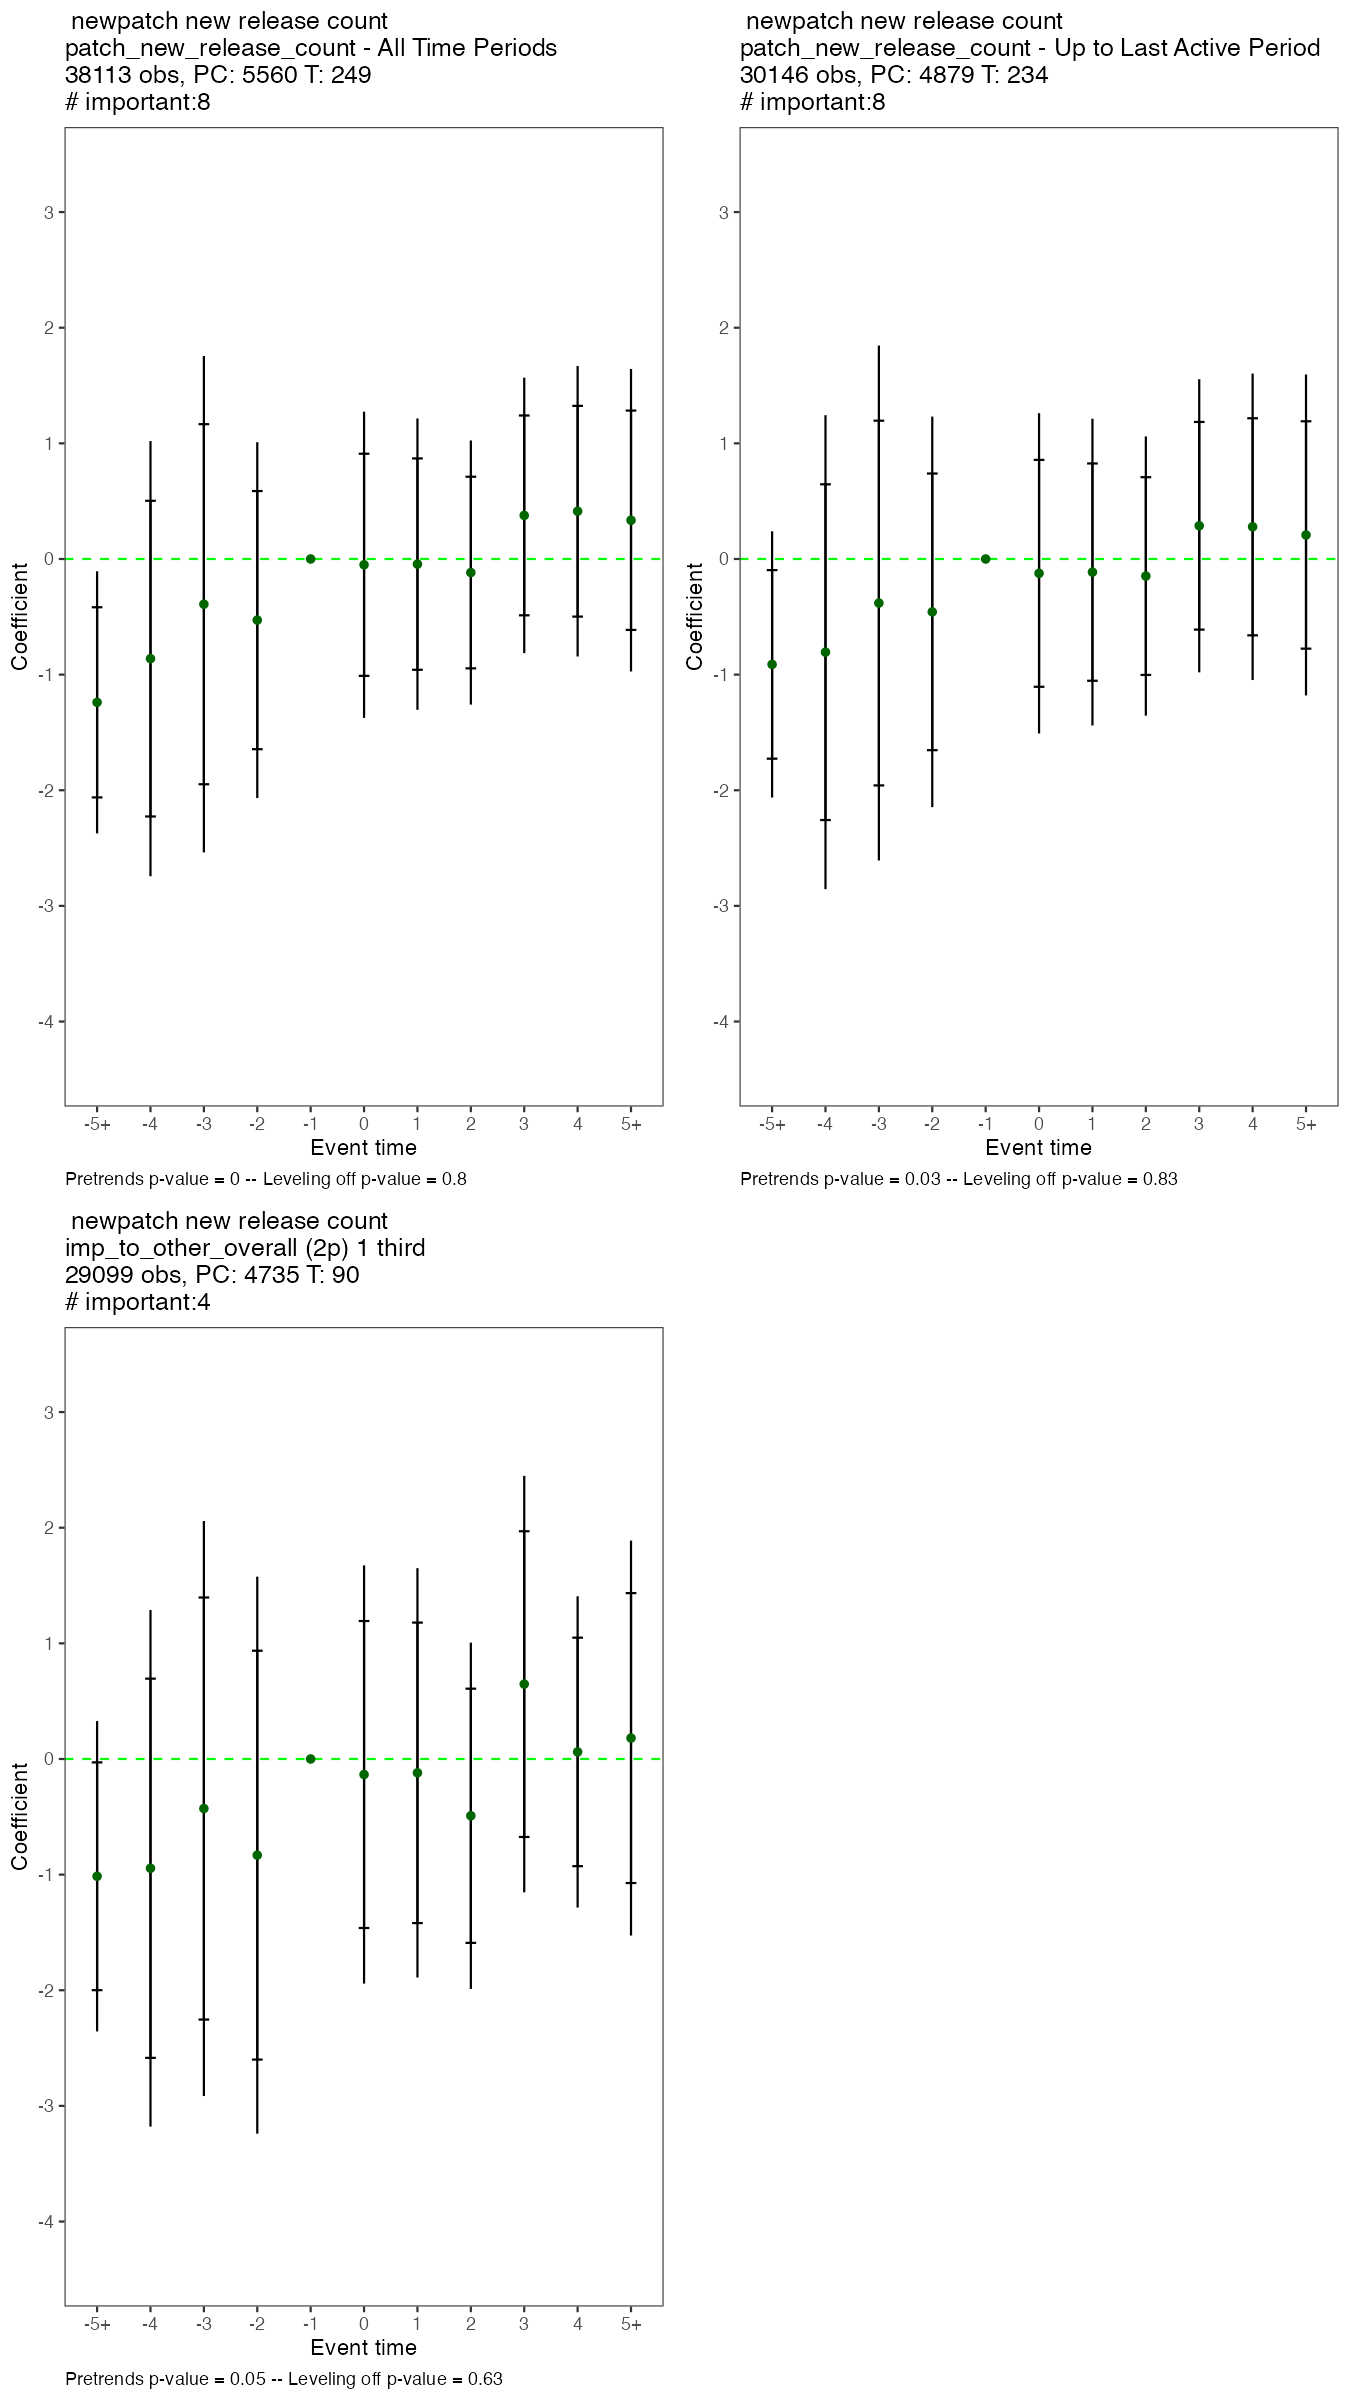 newpatch new release count
patch_new_release_count - All Time Periods
38113 obs, PC: 5560 T: 249
# important:8
3
2
1
0
-1
-2
-3
-4
Coefficient
-5+ -4 -3 -2 -1 0 1 2 3 4 5+
Event time
Pretrends p-value = 0 -- Leveling off p-value = 0.8
newpatch new release count
patch_new_release_count - Up to Last Active Period
30146 obs, PC: 4879 T: 234
# important:8
3
2
1
0
-1
-2
-3
-4
Coefficient
-5+ -4 -3 -2 -1 0 1 2 3 4 5+
Event time
Pretrends p-value = 0.03 -- Leveling off p-value = 0.83
newpatch new release count
imp_to_other_overall (2p) 1 third
29099 obs, PC: 4735 T: 90
# important:4
3
2
1
0
-1
-2
-3
-4
Coefficient
-5+ -4 -3 -2 -1 0 1 2 3 4 5+
Event time
Pretrends p-value = 0.05 -- Leveling off p-value = 0.63